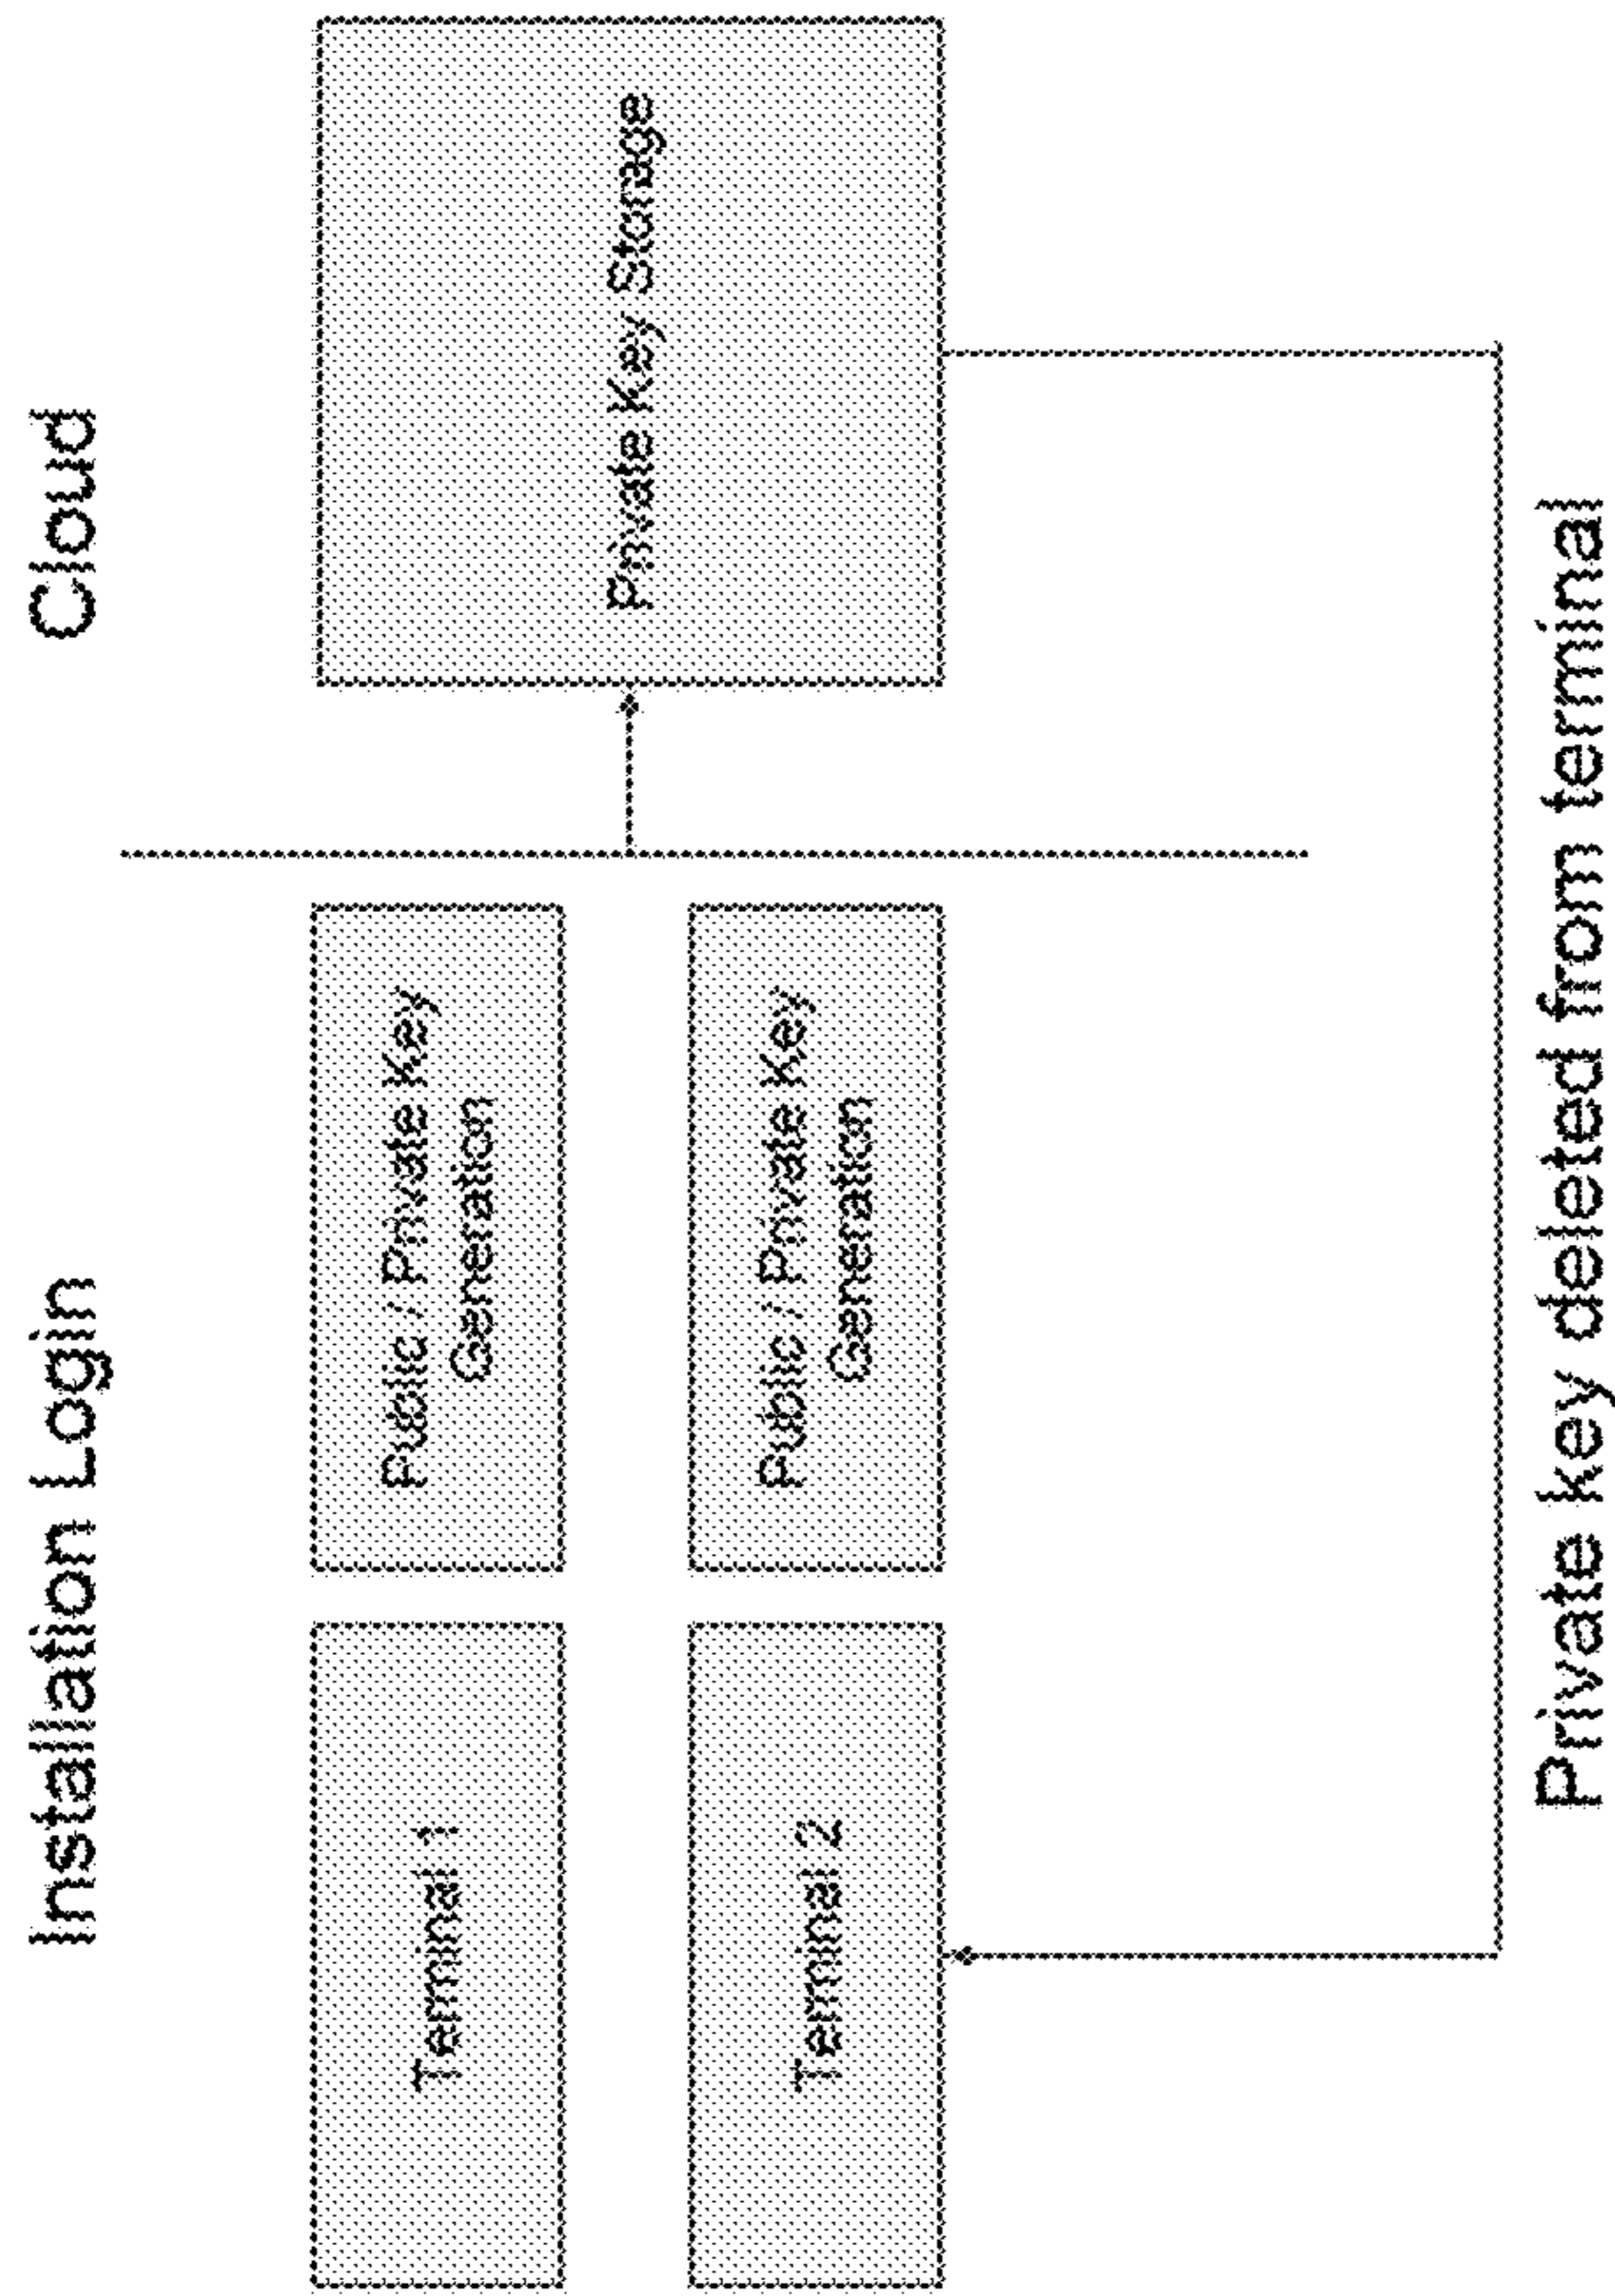 Installation Login
Cloud
Terminal 1
Public / Private Key
Generation
Private Key Storage
Terminal 2
Public / Private Key
Generation
Private key deleted from terminal